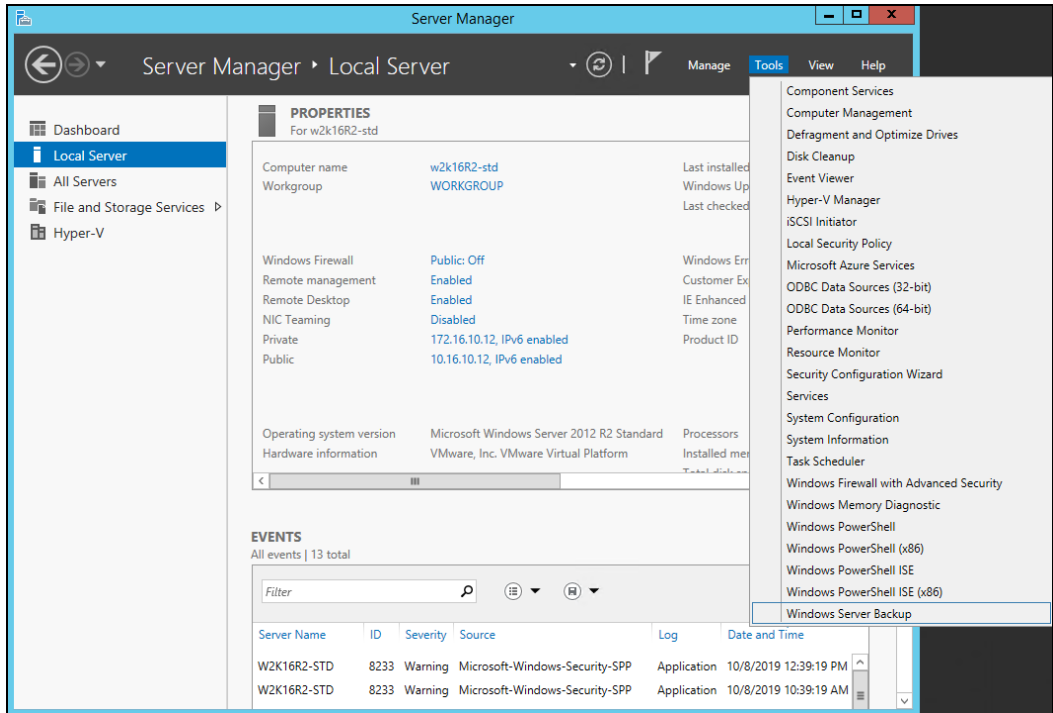 Server Manager
Server Manager • Local Server
Manage Tools View Help
Dashboard
Local Server
All Servers
File and Storage Services
Hyper-V
PROPERTIES
For w2k16R2-std
Computer name w2k16R2-std Last installed
Workgroup WORKGROUP Windows Up
Last checked
Windows Firewall Public: Off Windows Err
Remote management Enabled Customer Ex
Remote Desktop Enabled IE Enhanced
NIC Teaming Disabled Time zone
Private 172.16.10.12, IPv6 enabled Product ID
Public 10.16.10.12, IPv6 enabled
Operating system version Microsoft Windows Server 2012 R2 Standard Processors
Hardware information VMware, Inc. VMware Virtual Platform Installed mer
EVENTS
All events | 13 total
Filter
Server Name ID Severity Source Log Date and Time
W2K16R2-STD 8233 Warning Microsoft-Windows-Security-SPP Application 10/8/2019 12:39:19 PM
W2K16R2-STD 8233 Warning Microsoft-Windows-Security-SPP Application 10/8/2019 10:39:19 AM
Component Services
Computer Management
Defragment and Optimize Drives
Disk Cleanup
Event Viewer
Hyper-V Manager
iSCSI Initiator
Local Security Policy
Microsoft Azure Services
ODBC Data Sources (32-bit)
ODBC Data Sources (64-bit)
Performance Monitor
Resource Monitor
Security Configuration Wizard
Services
System Configuration
System Information
Task Scheduler
Windows Firewall with Advanced Security
Windows Memory Diagnostic
Windows PowerShell
Windows PowerShell (x86)
Windows PowerShell ISE
Windows PowerShell ISE (x86)
Windows Server Backup